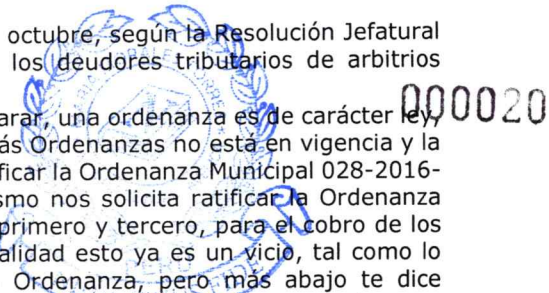 octubre, según la Resolución Jefatural
los deudores tributarios de arbitrios
arar, una ordenanza es de carácter ley,
000020
ás Ordenanzas no está en vigencia y la
ficar la Ordenanza Municipal 028-2016-
smo nos solicita ratificar la Ordenanza
primero y tercero, para el cobro de los
alidad esto ya es un vicio, tal como lo
Ordenanza, pero más abajo te dice